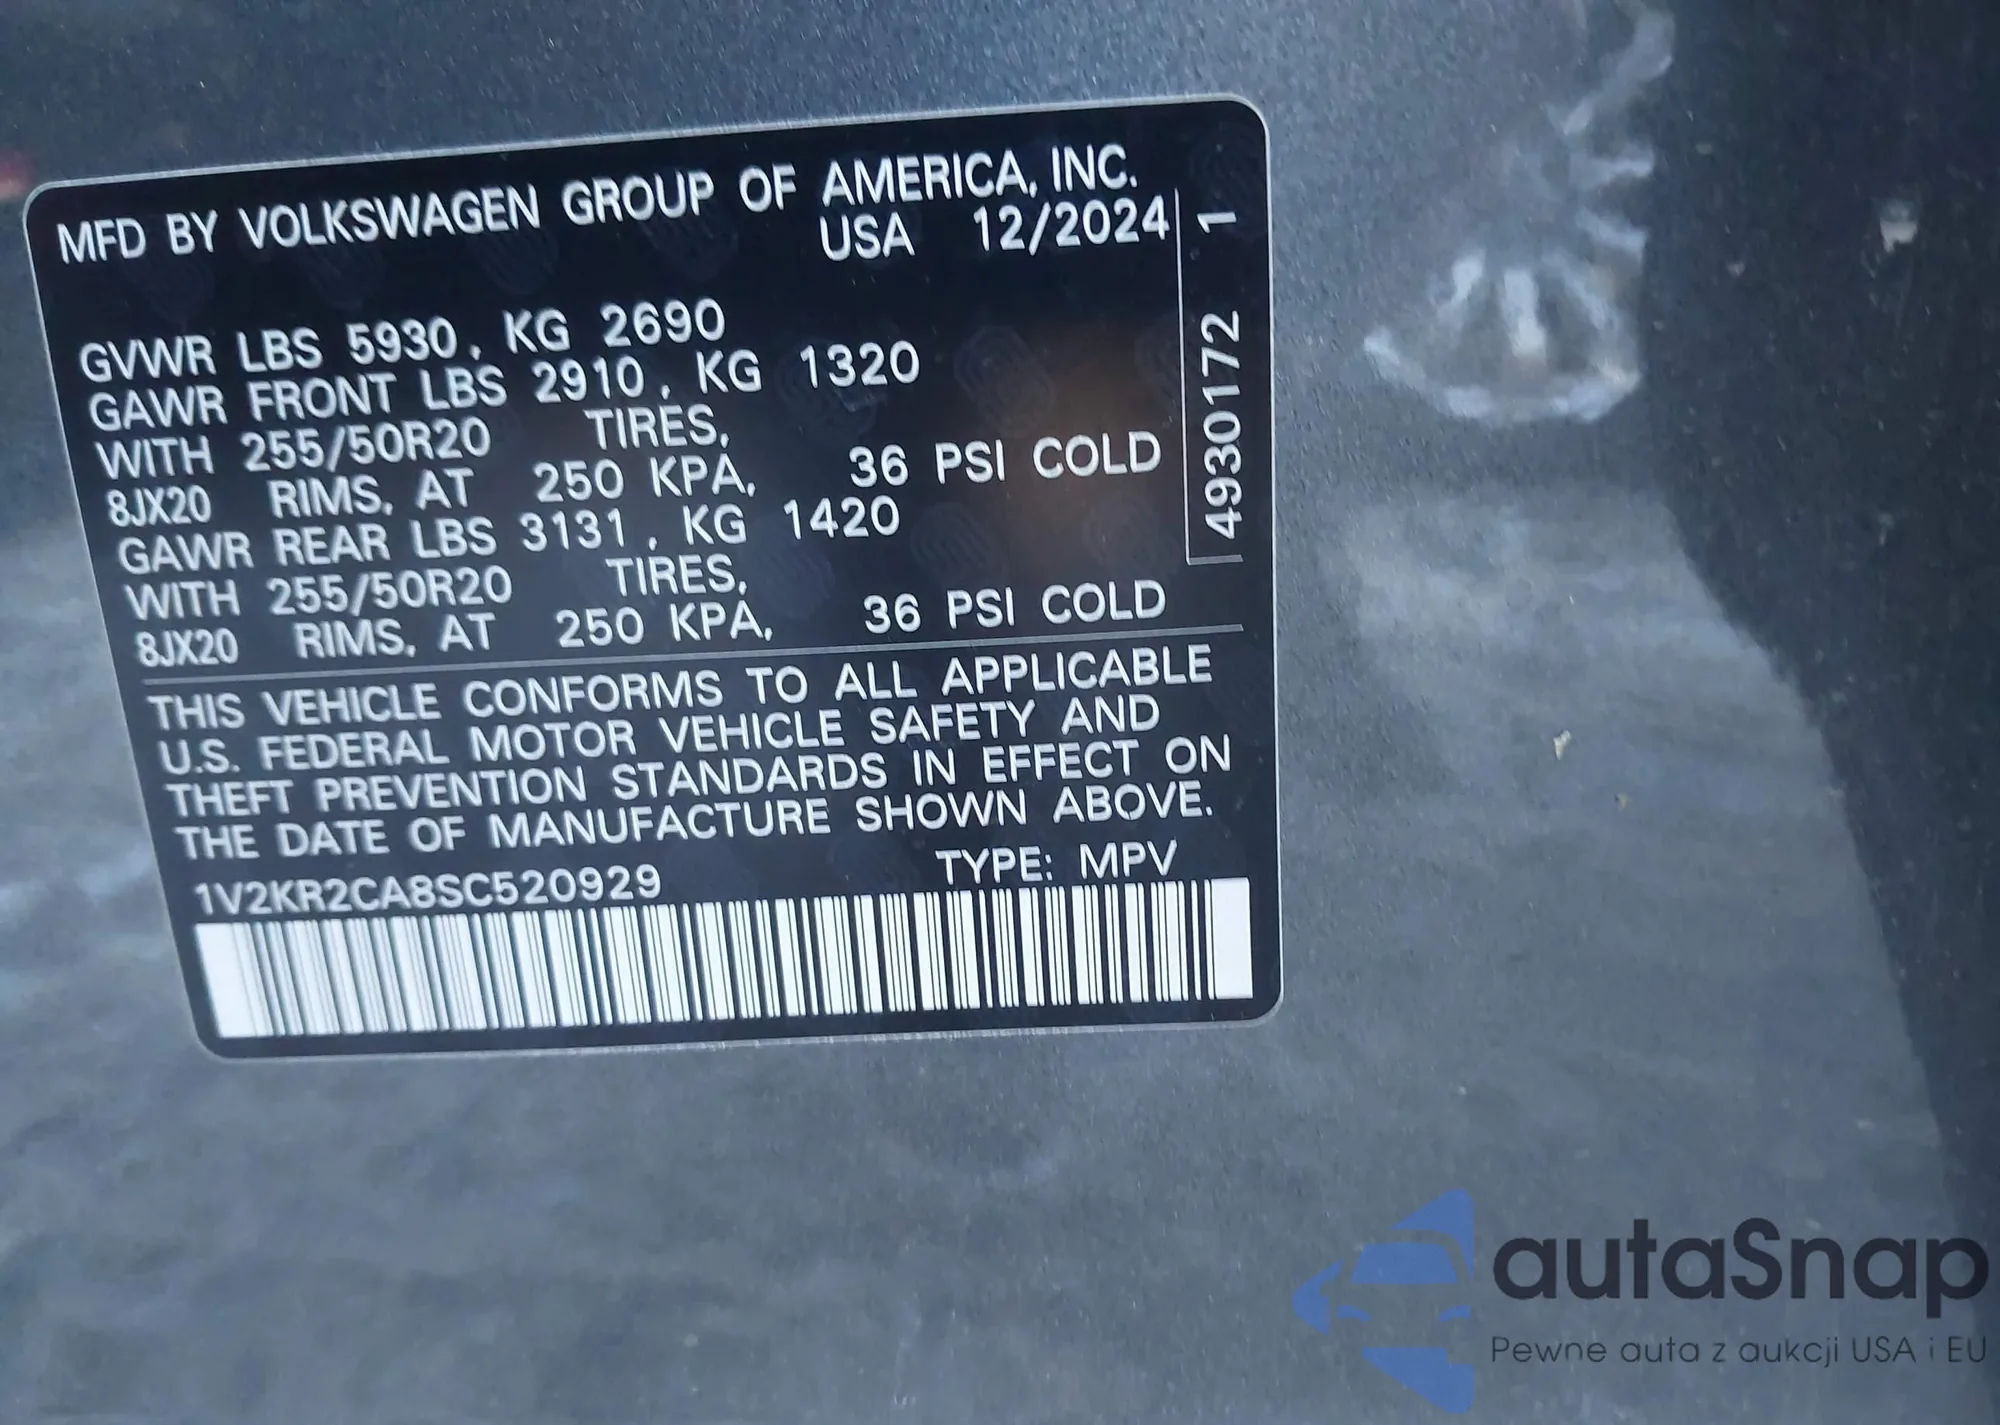 MFD BY VOLKSWAGEN GROUP OF AMERICA, INC.
USA 12/2024
GVWR LBS 5930, KG 2690
GAWR FRONT LBS 2910, KG 1320
WITH 255/50R20 TIRES,
8JX20 RIMS, AT 250 KPA, 36 PSI COLD
GAWR REAR LBS 3131, KG 1420
WITH 255/50R20 TIRES,
8JX20 RIMS, AT 250 KPA, 36 PSI COLD
4930172 1
THIS VEHICLE CONFORMS TO ALL APPLICABLE
U.S. FEDERAL MOTOR VEHICLE SAFETY AND
THEFT PREVENTION STANDARDS IN EFFECT ON
THE DATE OF MANUFACTURE SHOWN ABOVE.
1V2KR2CA8SC520929 TYPE: MPV
autaSnap
Pewne auta z aukcji USA i EU